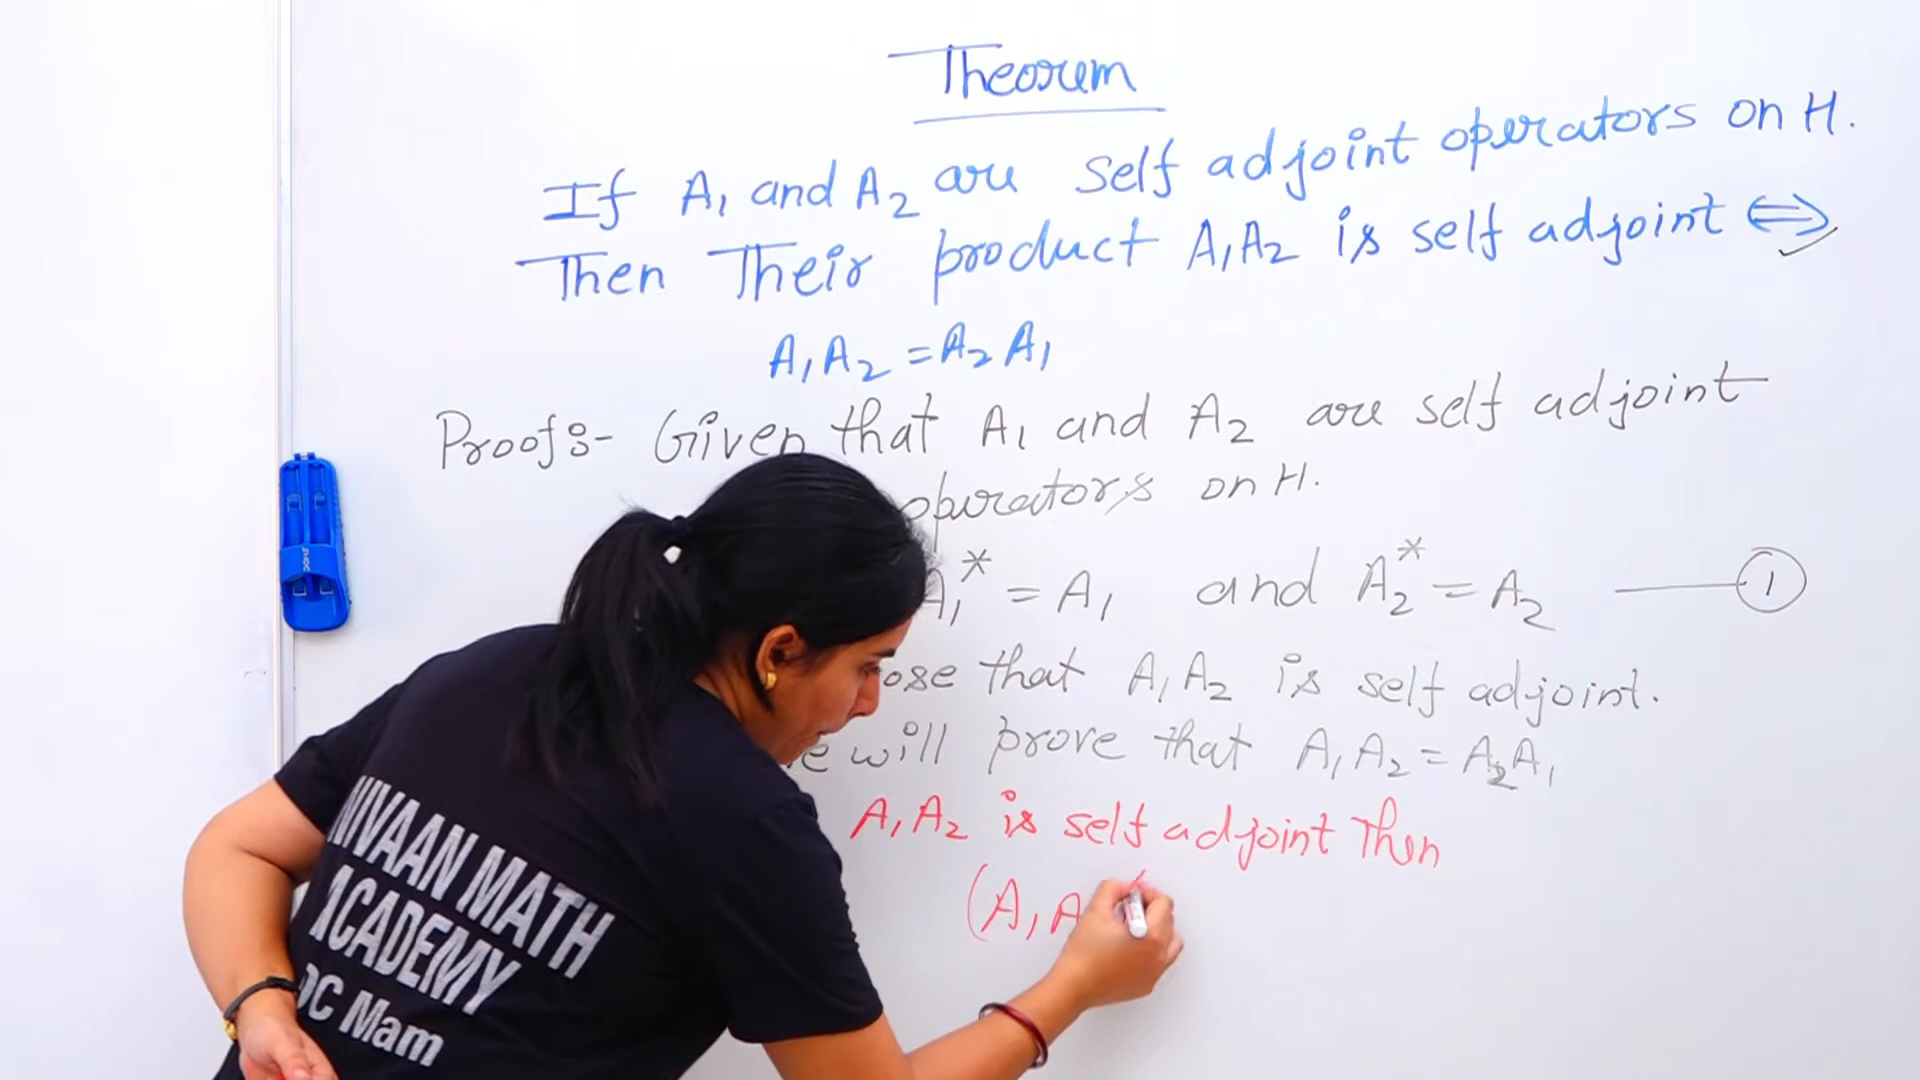 Theorem
If A₁ and A₂ are self adjoint operators on H.
Then Their product A₁A₂ is self adjoint ⇔
A₁A₂ = A₂A₁
Proof:- Given that A₁ and A₂ are self adjoint
operators on H.
A₁* = A₁ and A₂* = A₂ ——— ①
that A₁A₂ is self adjoint.
will prove that A₁A₂ = A₂A₁
A₁A₂ is self adjoint Then
(A₁A
NIVAAN MATH
ACADEMY
Mam